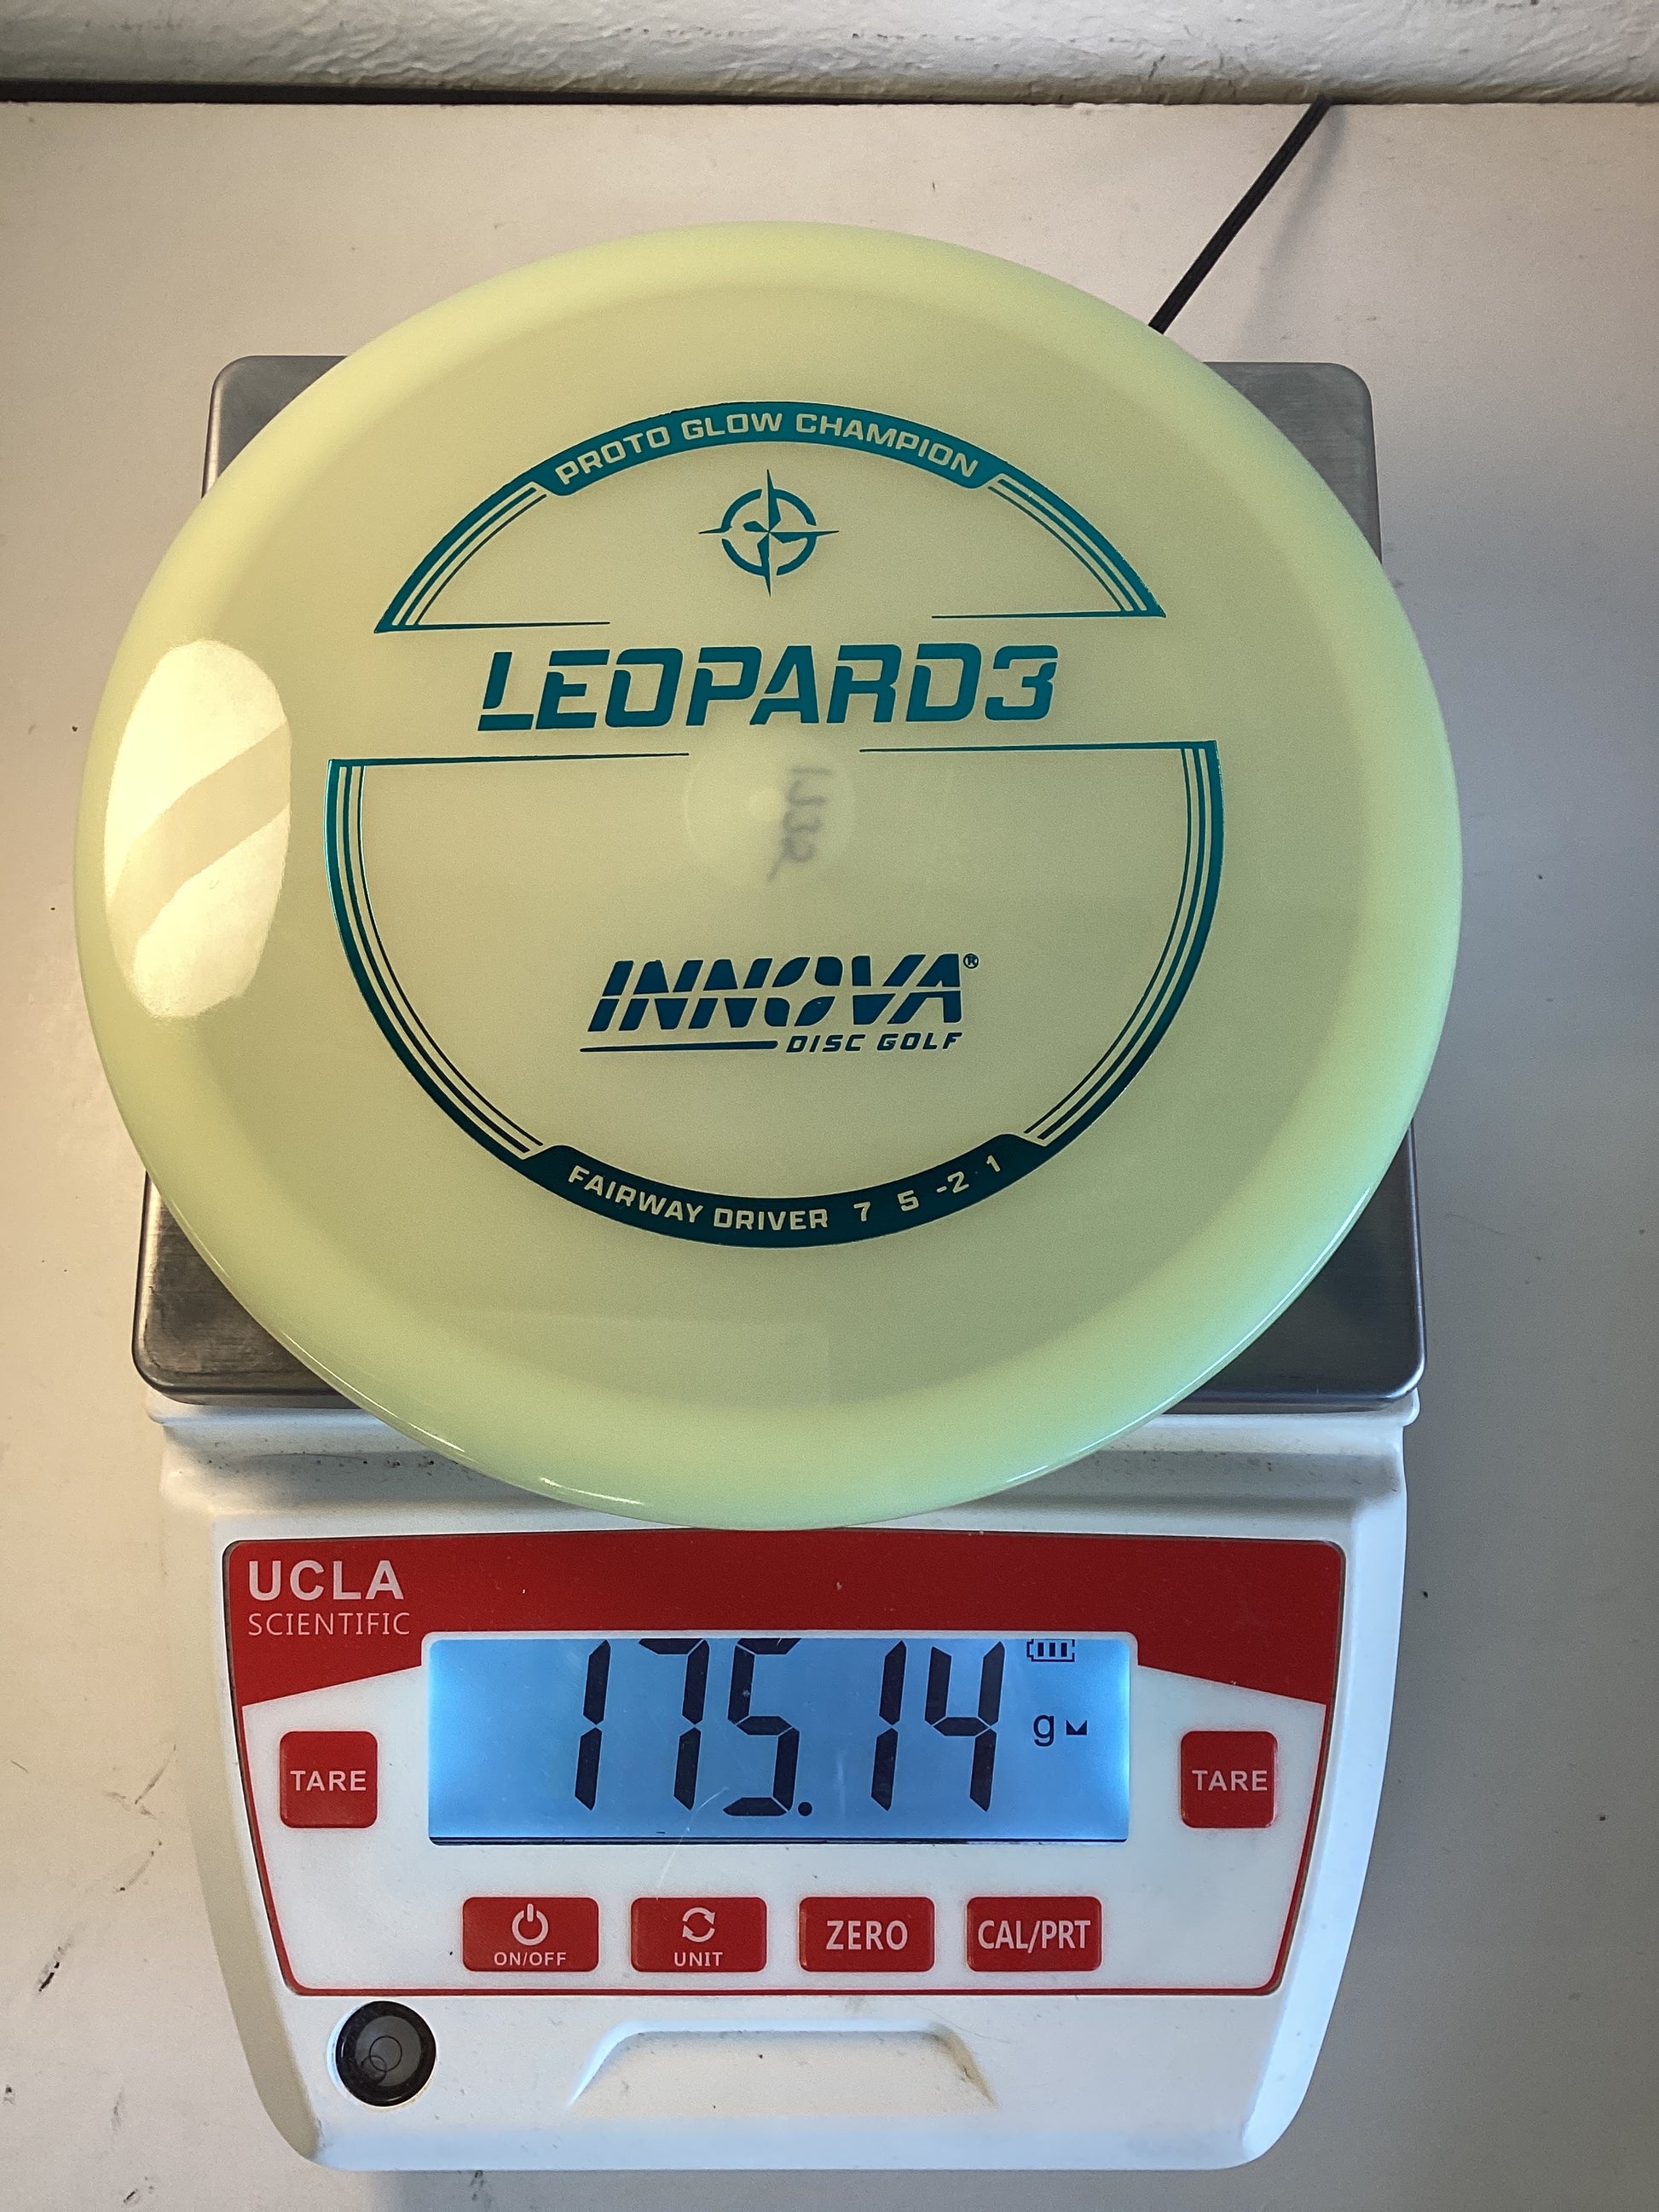 PROTO GLOW CHAMPION
LEOPARD3
INNOVA®
DISC GOLF
FAIRWAY DRIVER 7 5 -2 1
UCLA
SCIENTIFIC
175.14 g
TARE
TARE
ON/OFF
UNIT
ZERO
CAL/PRT